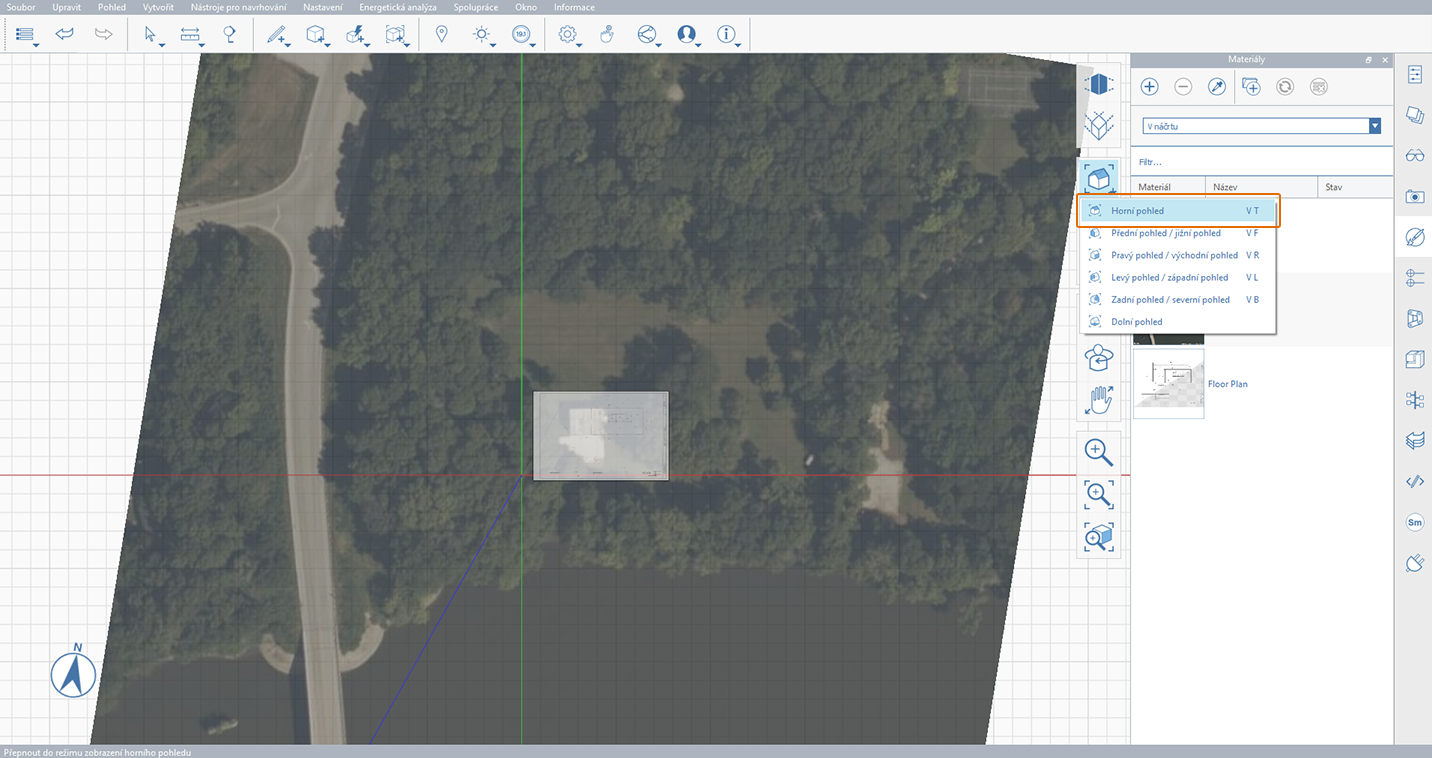 Soubor Upravit Pohled Vytvořit Nástroje pro navrhování Nastavení Energetická analýza Spolupráce Okno Informace
19:1
Materiály
V náčrtu
Filtr...
Materiál Název Stav
Horní pohled V T
Přední pohled / jižní pohled V F
Pravý pohled / východní pohled V R
Levý pohled / západní pohled V L
Zadní pohled / severní pohled V B
Dolní pohled
Floor Plan
Sm
N
Přepnout do režimu zobrazení horního pohledu